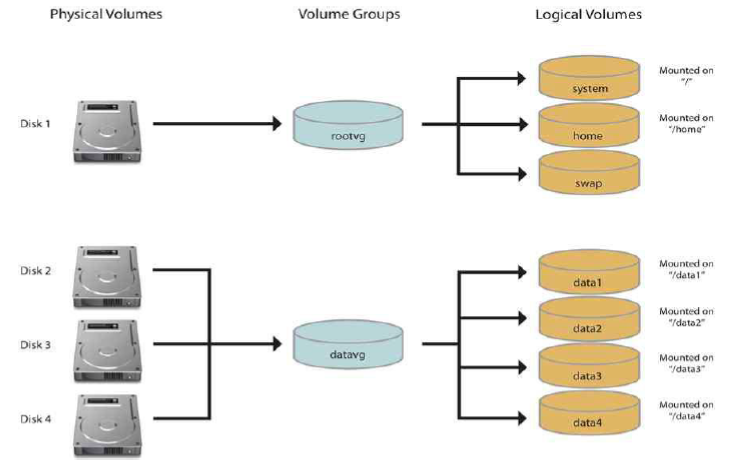 Physical Volumes
Volume Groups
Logical Volumes
Disk 1
rootvg
system
Mounted on
"/"
home
Mounted on
"/home"
swap
Disk 2
Disk 3
Disk 4
datavg
data1
Mounted on
"/data1"
data2
Mounted on
"/data2"
data3
Mounted on
"/data3"
data4
Mounted on
"/data4"